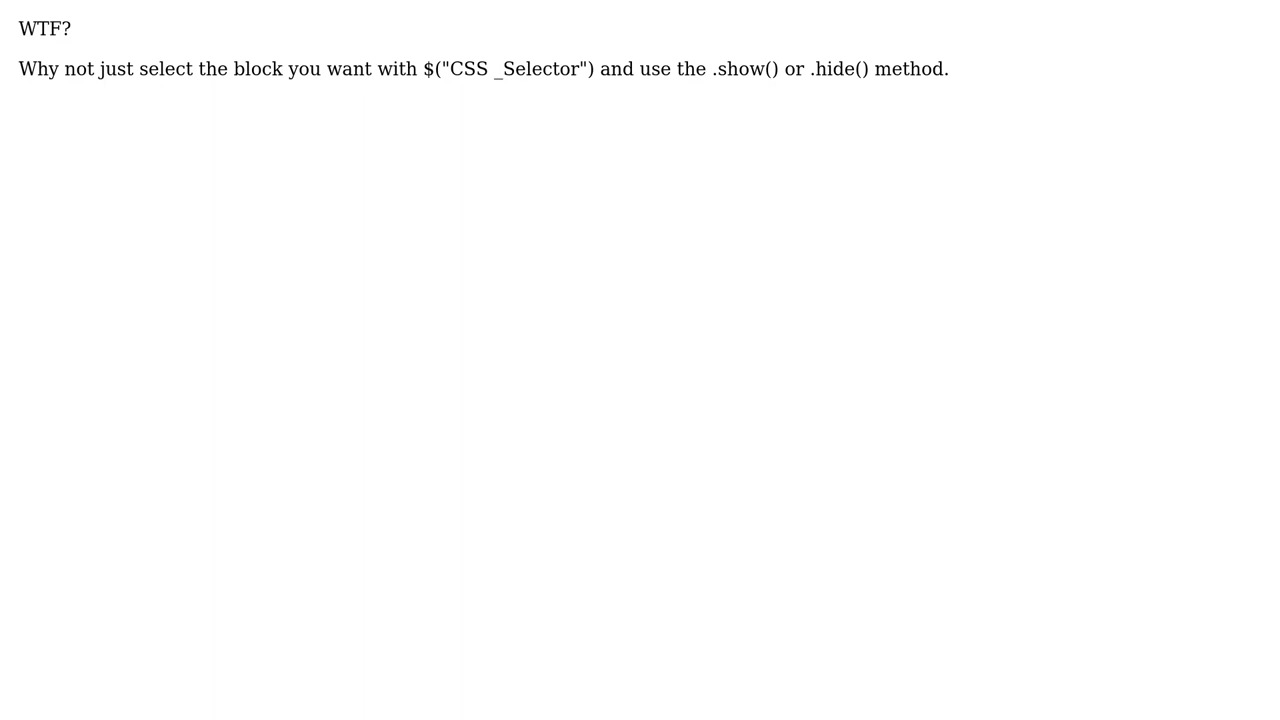 WTF?
Why not just select the block you want with $("CSS _Selector") and use the .show() or .hide() method.